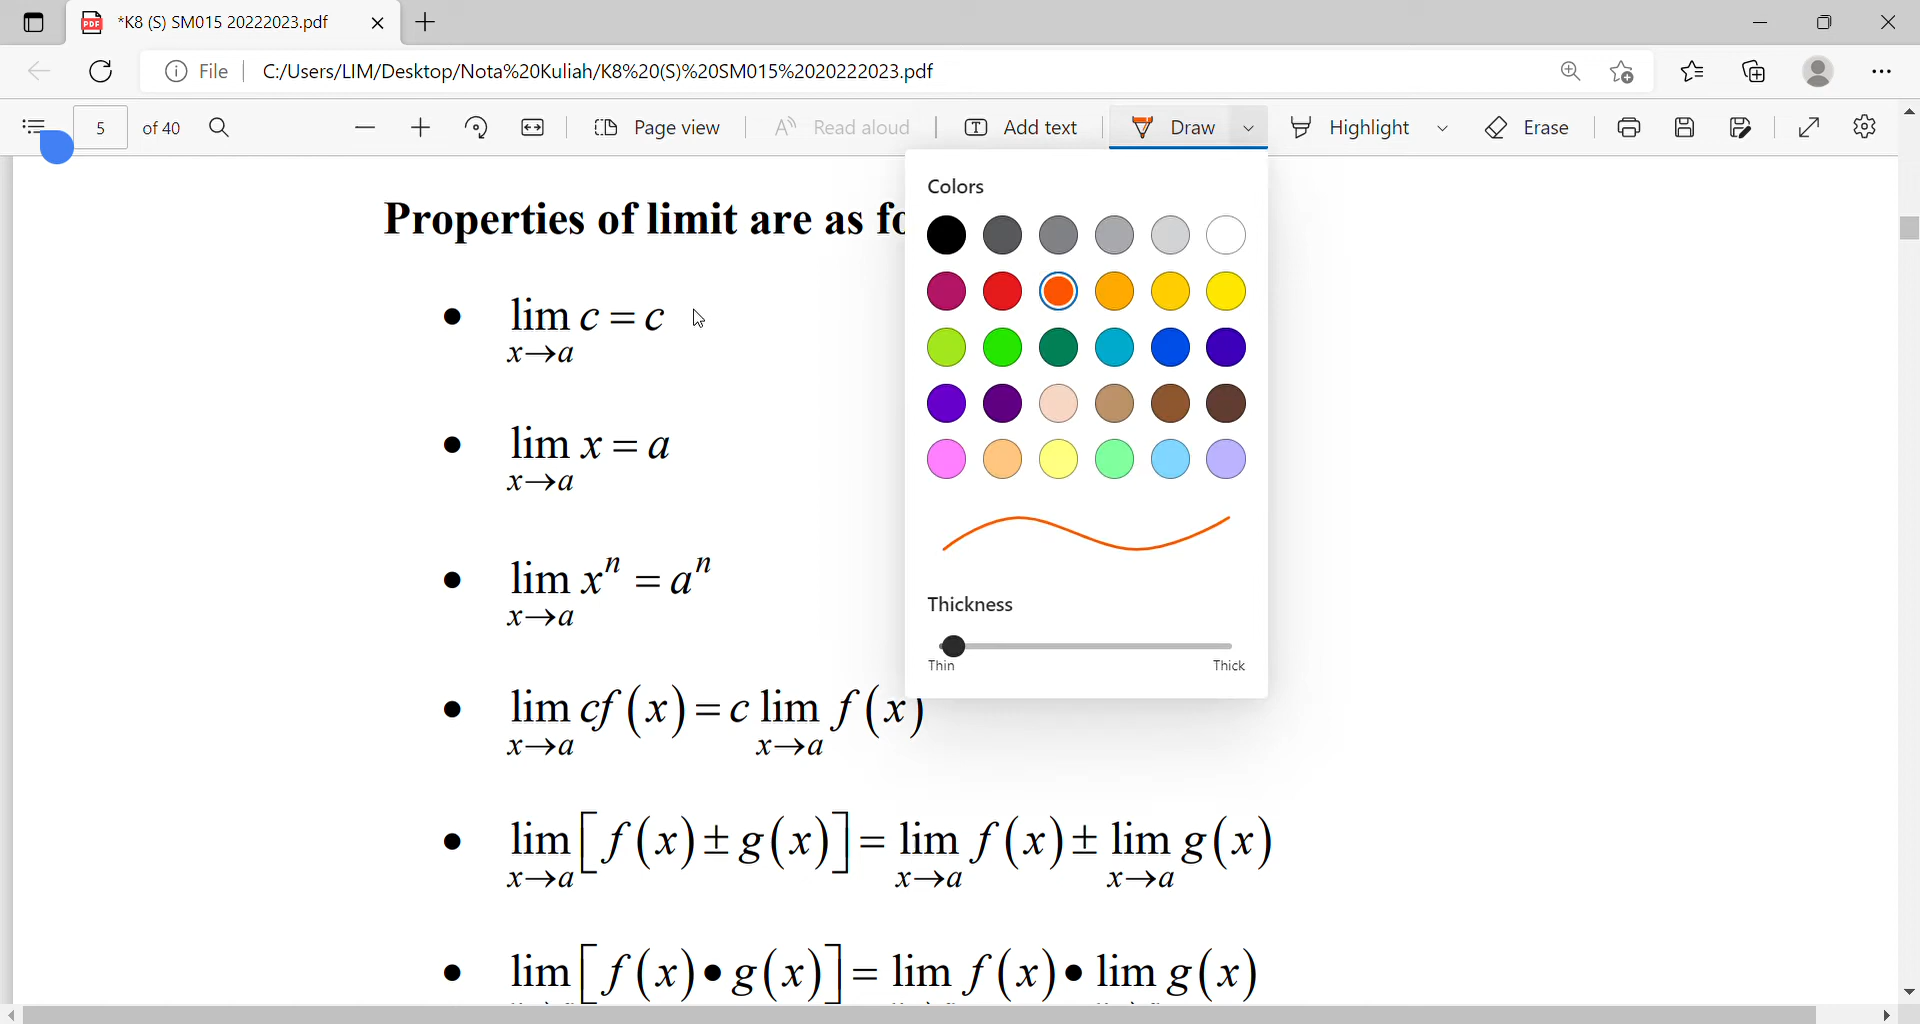 *K8 (S) SM015 20222023.pdf
File C:/Users/LIM/Desktop/Nota%20Kuliah/K8%20(S)%20SM015%2020222023.pdf
5 of 40 Page view Read aloud Add text Draw Highlight Erase
Colors
Properties of limit are as
lim c = c
x→a
lim x = a
x→a
lim xⁿ = aⁿ
x→a
Thickness
Thin Thick
lim cf(x) = c lim f(x)
x→a x→a
lim [f(x) ± g(x)] = lim f(x) ± lim g(x)
x→a x→a x→a
lim [f(x) • g(x)] = lim f(x) • lim g(x)